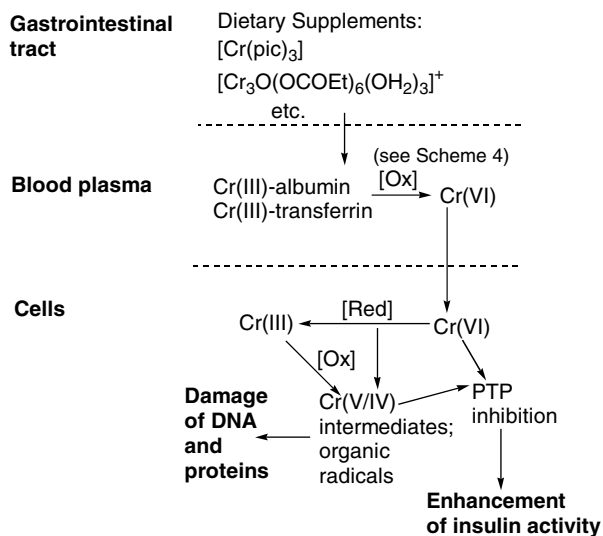 Gastrointestinal
tract
Dietary Supplements:
[Cr(pic)3]
[Cr3O(OCOEt)6(OH2)3]+
etc.
Blood plasma
(see Scheme 4)
Cr(III)-albumin
Cr(III)-transferrin
[Ox]
Cr(VI)
Cells
Cr(III)
[Red]
Cr(VI)
[Ox]
Damage
of DNA
and
proteins
Cr(V/IV)
intermediates;
organic
radicals
PTP
inhibition
Enhancement
of insulin activity